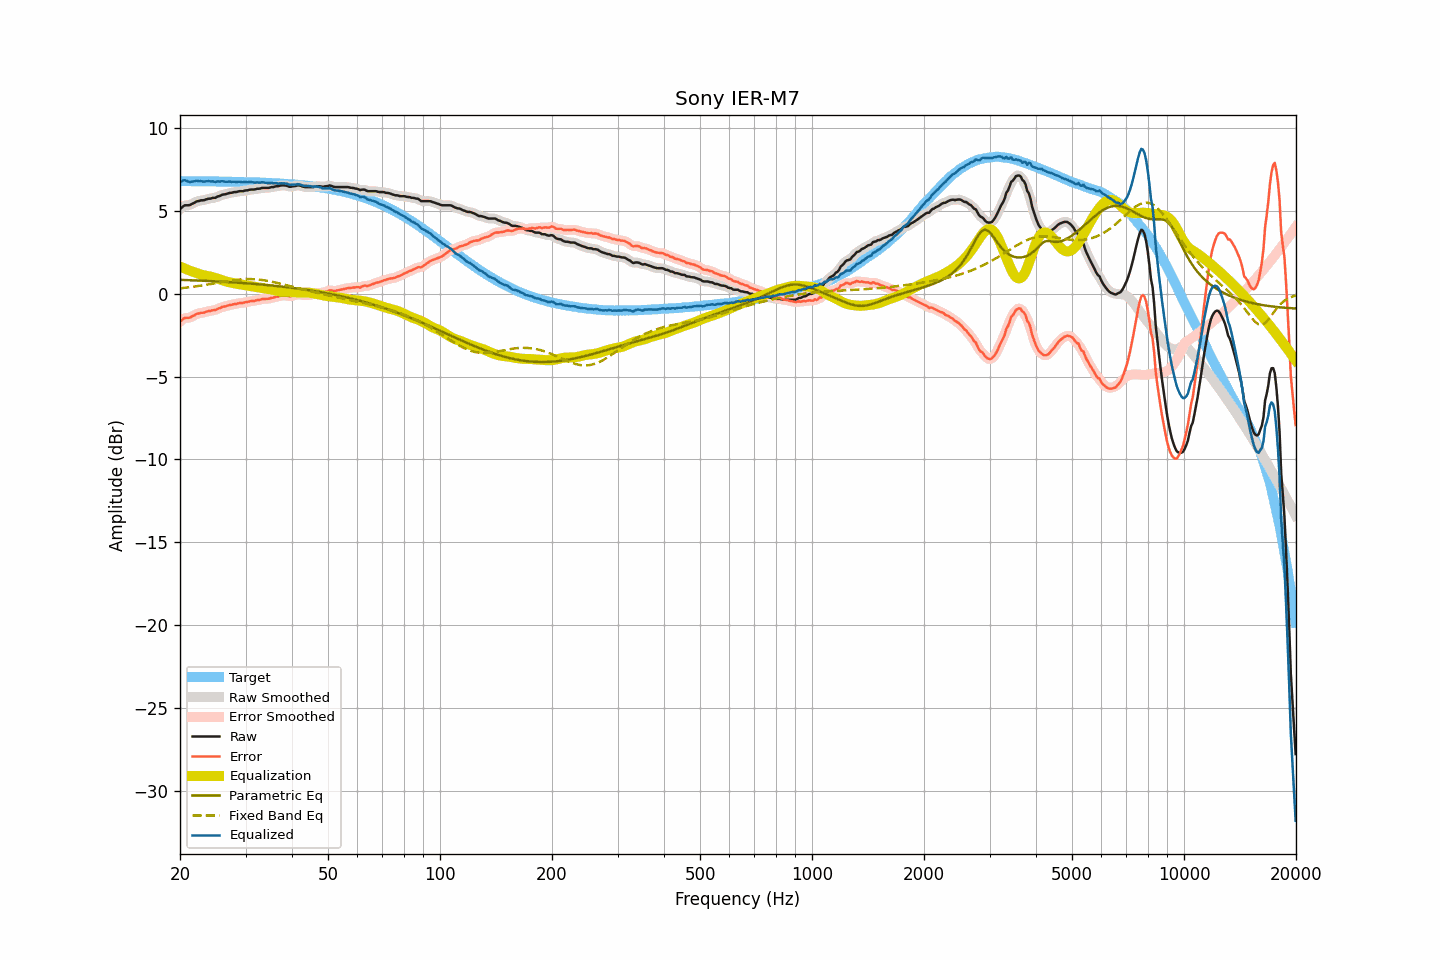 Sony IER-M7
10
5
0
−5
−10
−15
−20
−25
−30
Amplitude (dBr)
Target
Raw Smoothed
Error Smoothed
Raw
Error
Equalization
Parametric Eq
Fixed Band Eq
Equalized
20 50 100 200 500 1000 2000 5000 10000 20000
Frequency (Hz)